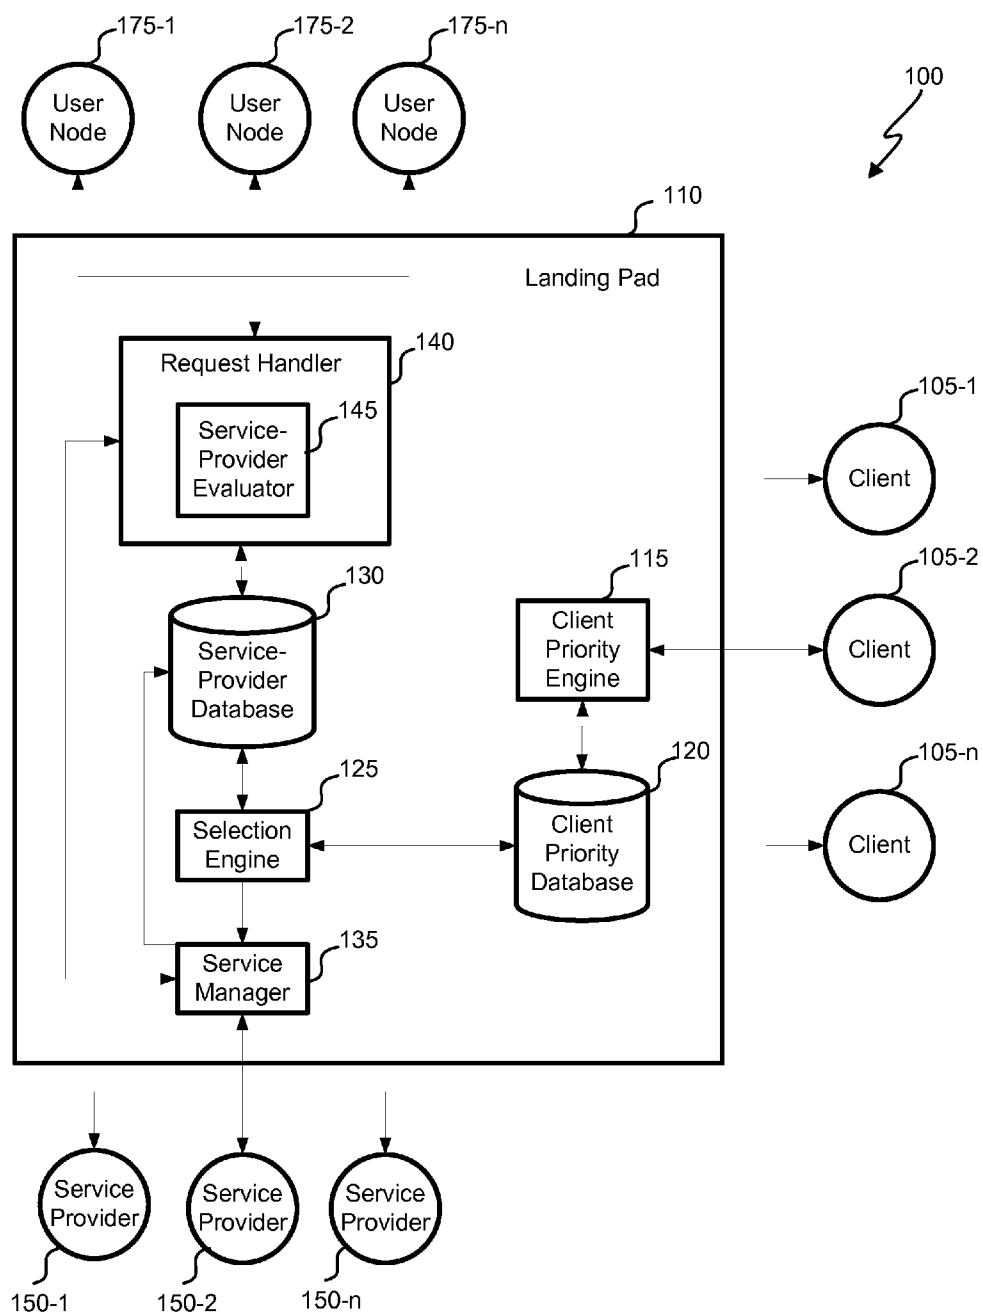 175-1
175-2
175-n
User
Node
User
Node
User
Node
100
110
Landing Pad
140
Request Handler
145
Service-
Provider
Evaluator
105-1
Client
130
115
105-2
Service-
Provider
Database
Client
Priority
Engine
Client
125
120
105-n
Selection
Engine
Client
Priority
Database
Client
135
Service
Manager
Service
Provider
Service
Provider
Service
Provider
150-1
150-2
150-n